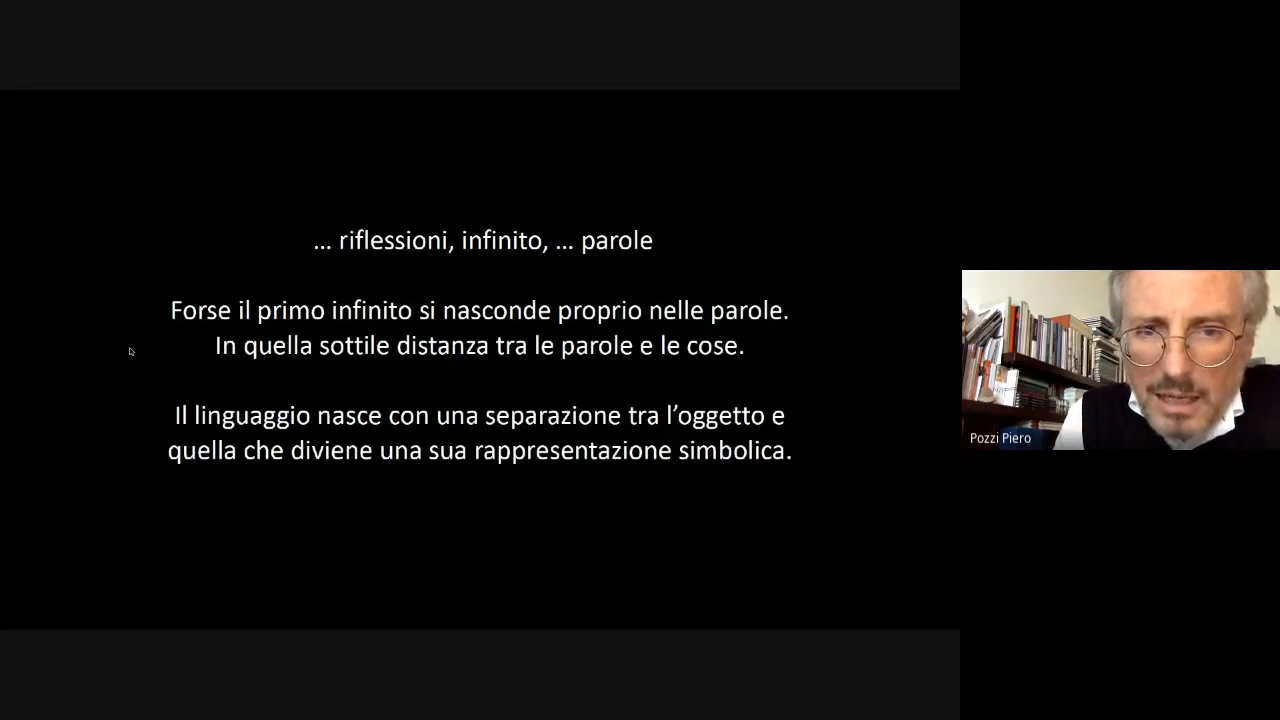 ... riflessioni, infinito, ... parole
Forse il primo infinito si nasconde proprio nelle parole.
In quella sottile distanza tra le parole e le cose.
Il linguaggio nasce con una separazione tra l’oggetto e
quella che diviene una sua rappresentazione simbolica.
Pozzi Piero